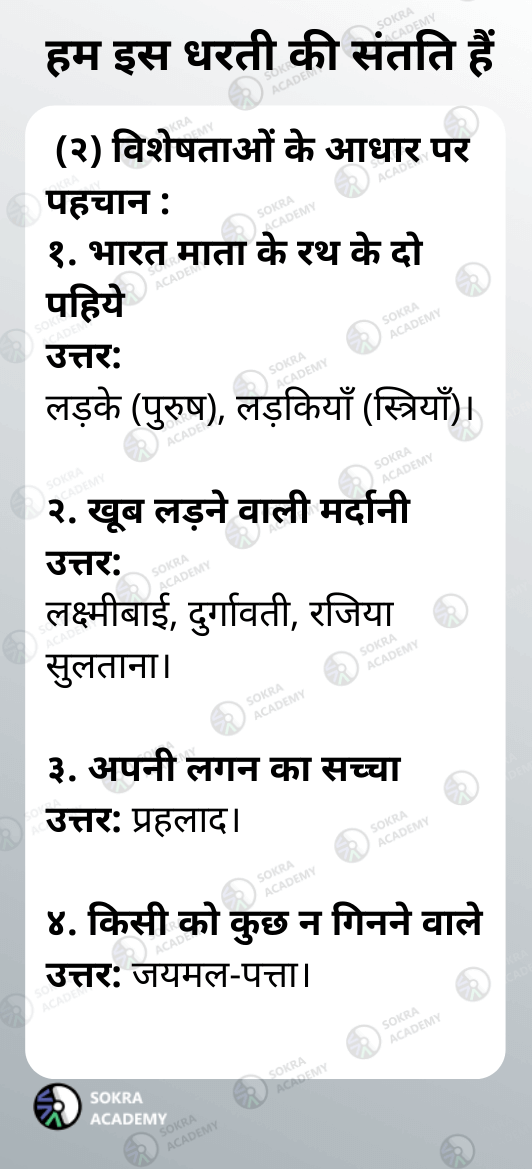 हम इस धरती की संतति हैं
(२) विशेषताओं के आधार पर
पहचान :
१. भारत माता के रथ के दो
पहिये
उत्तर:
लड़के (पुरुष), लड़कियाँ (स्त्रियाँ)।
२. खूब लड़ने वाली मर्दानी
उत्तर:
लक्ष्मीबाई, दुर्गावती, रजिया
सुलताना।
३. अपनी लगन का सच्चा
उत्तर: प्रहलाद।
४. किसी को कुछ न गिनने वाले
उत्तर: जयमल-पत्ता।
SOKRA
ACADEMY